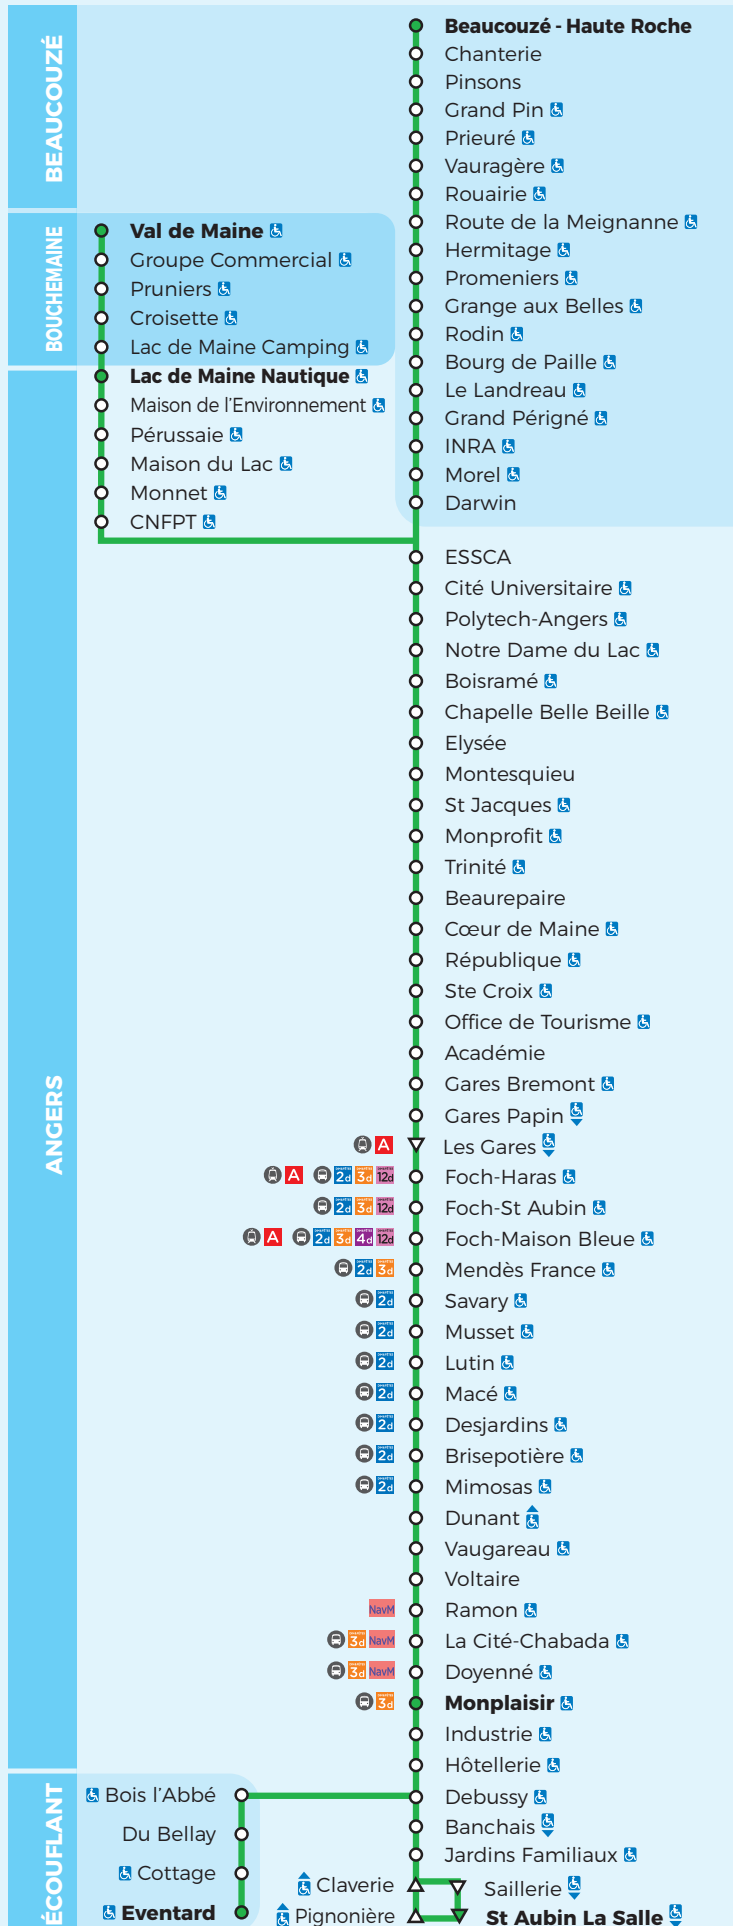 BEAUCOUZÉ
Beaucouzé - Haute Roche
Chanterie
Pinsons
Grand Pin
Prieuré
Vauragère
Rouairie
Route de la Meignanne
Hermitage
Promeniers
Grange aux Belles
Rodin
Bourg de Paille
Le Landreau
Grand Périgné
INRA
Morel
Darwin
BOUCHEMAINE
Val de Maine
Groupe Commercial
Pruniers
Croisette
Lac de Maine Camping
Lac de Maine Nautique
Maison de l'Environnement
Pérussaie
Maison du Lac
Monnet
CNFPT
ANGERS
ESSCA
Cité Universitaire
Polytech-Angers
Notre Dame du Lac
Boisramé
Chapelle Belle Beille
Elysée
Montesquieu
St Jacques
Monprofit
Trinité
Beaurepaire
Cœur de Maine
République
Ste Croix
Office de Tourisme
Académie
Gares Bremont
Gares Papin
A Les Gares
A 2d 3d 12d Foch-Haras
2d 3d 12d Foch-St Aubin
A 2d 3d 4d 12d Foch-Maison Bleue
2d 3d Mendès France
2d Savary
2d Musset
2d Lutin
2d Macé
2d Desjardins
2d Brisepotière
2d Mimosas
Dunant
Vaugareau
Voltaire
NavM Ramon
3d NavM La Cité-Chabada
3d NavM Doyenné
3d Monplaisir
Industrie
Hôtellerie
ÉCOUFLANT
Bois l'Abbé
Du Bellay
Cottage
Eventard
Debussy
Banchais
Jardins Familiaux
Claverie
Saillerie
Pignonière
St Aubin La Salle